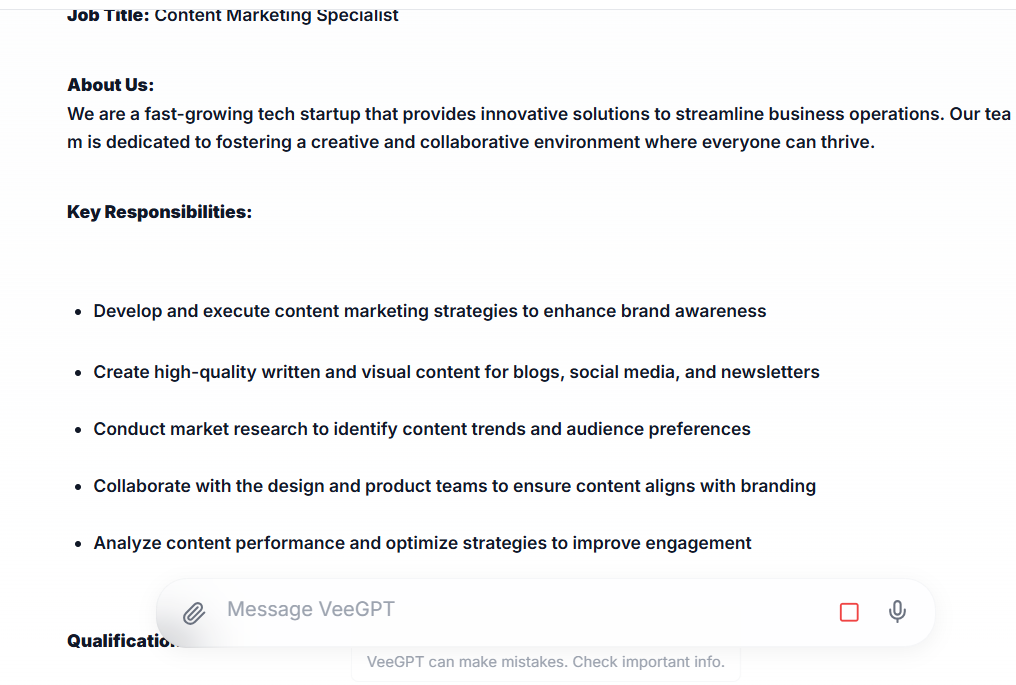 Job Title: Content Marketing Specialist
About Us:
We are a fast-growing tech startup that provides innovative solutions to streamline business operations. Our tea
m is dedicated to fostering a creative and collaborative environment where everyone can thrive.
Key Responsibilities:
• Develop and execute content marketing strategies to enhance brand awareness
• Create high-quality written and visual content for blogs, social media, and newsletters
• Conduct market research to identify content trends and audience preferences
• Collaborate with the design and product teams to ensure content aligns with branding
• Analyze content performance and optimize strategies to improve engagement
Message VeeGPT
Qualification
VeeGPT can make mistakes. Check important info.